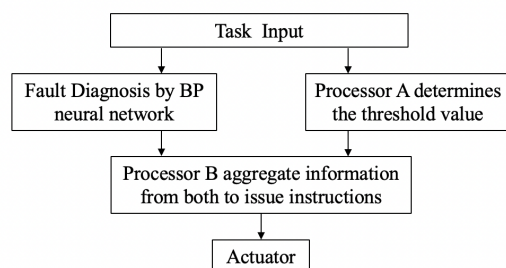 Task Input
Fault Diagnosis by BP
neural network
Processor A determines
the threshold value
Processor B aggregate information
from both to issue instructions
Actuator